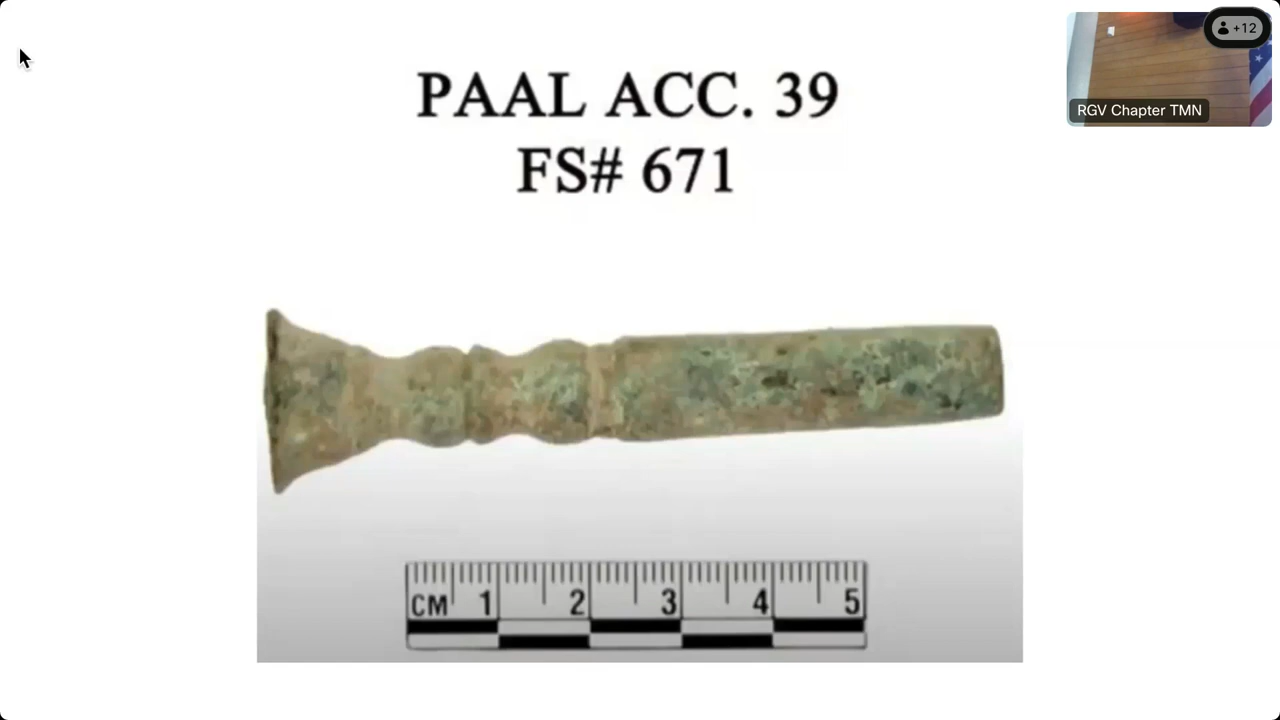 PAAL ACC. 39
FS# 671
+12
RGV Chapter TMN
CM 1 2 3 4 5